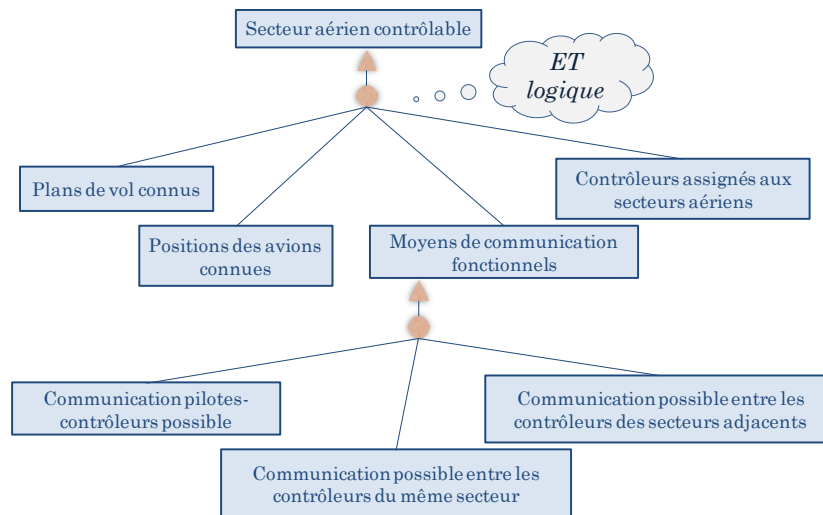 Secteur aérien contrôlable
ET
logique
Plans de vol connus
Contrôleurs assignés aux
secteurs aériens
Positions des avions
connues
Moyens de communication
fonctionnels
Communication pilotes-
contrôleurs possible
Communication possible entre les
contrôleurs des secteurs adjacents
Communication possible entre les
contrôleurs du même secteur